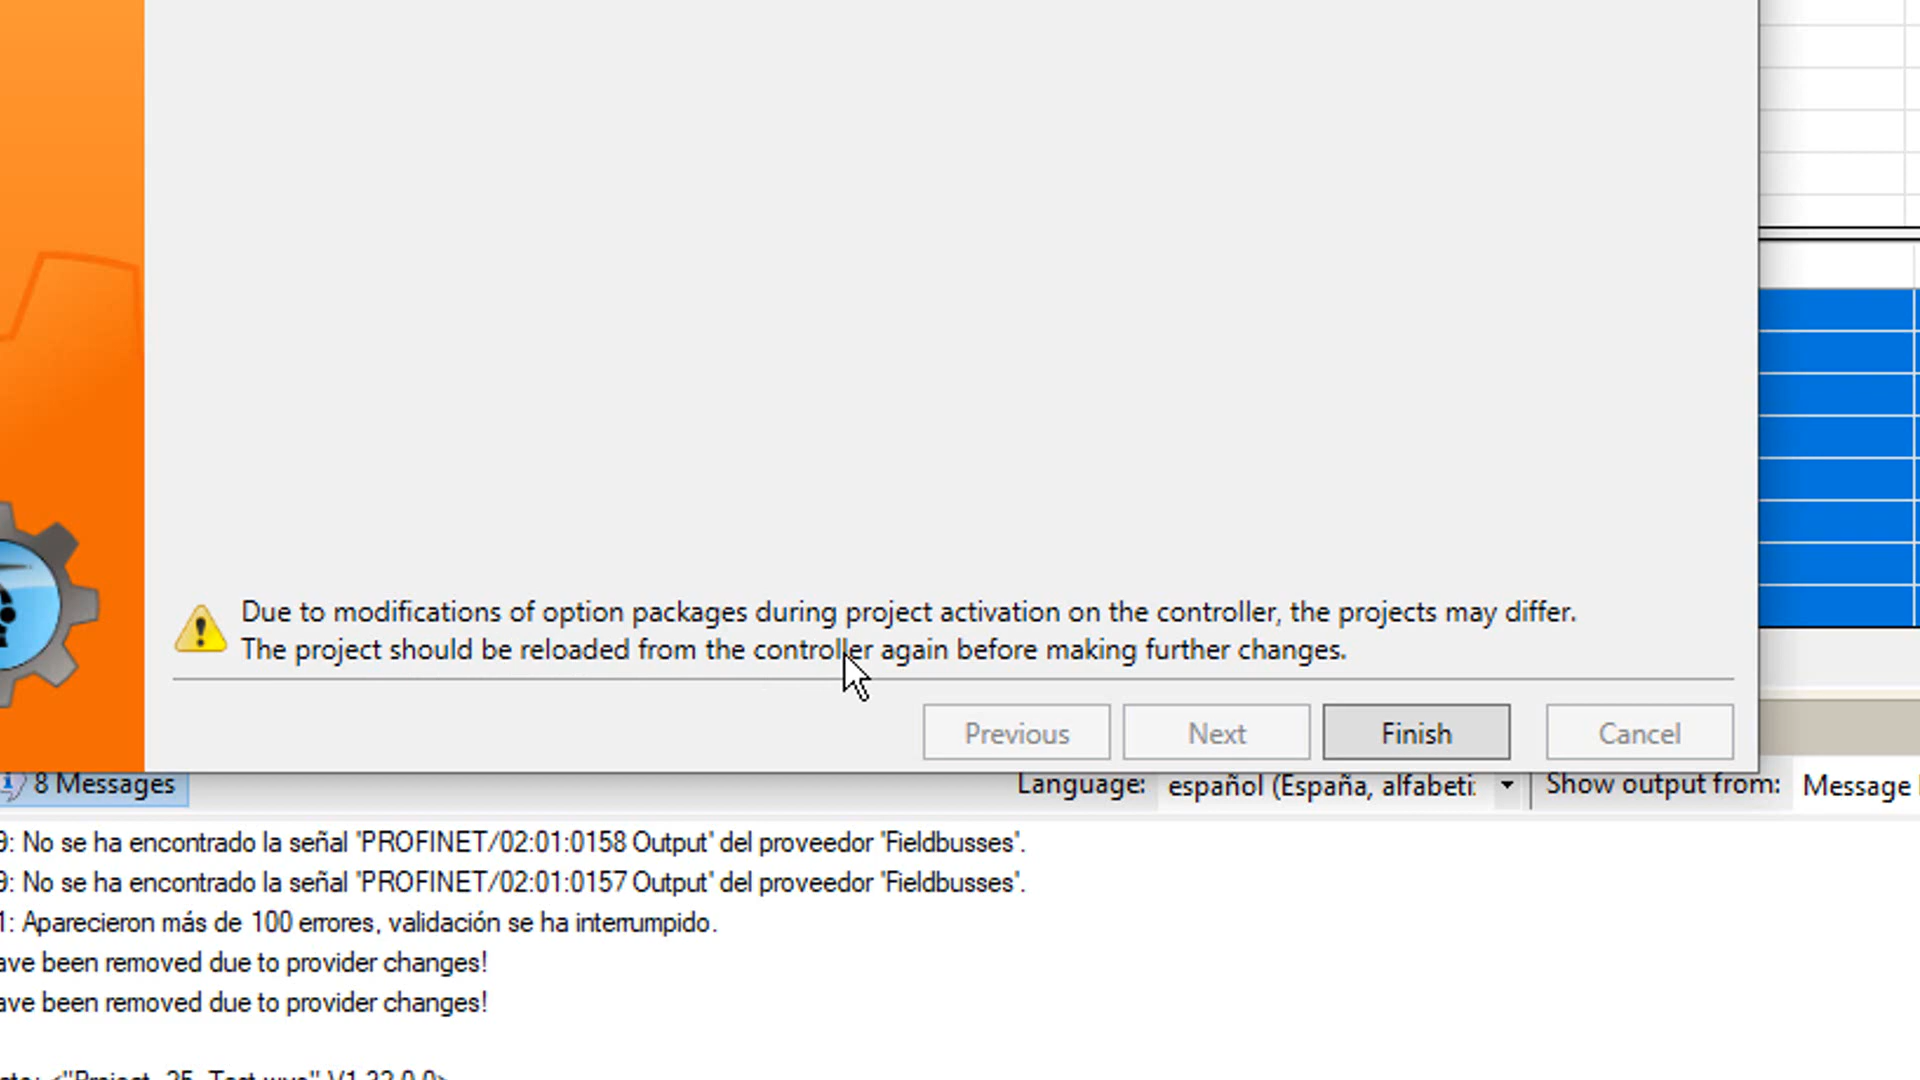 Due to modifications of option packages during project activation on the controller, the projects may differ.
The project should be reloaded from the controller again before making further changes.
Previous
Next
Finish
Cancel
8 Messages
Language:
español (España, alfabeti
Show output from:
Message
9: No se ha encontrado la señal 'PROFINET/02:01:0158 Output' del proveedor 'Fieldbusses'.
9: No se ha encontrado la señal 'PROFINET/02:01:0157 Output' del proveedor 'Fieldbusses'.
1: Aparecieron más de 100 errores, validación se ha interrumpido.
ave been removed due to provider changes!
ave been removed due to provider changes!